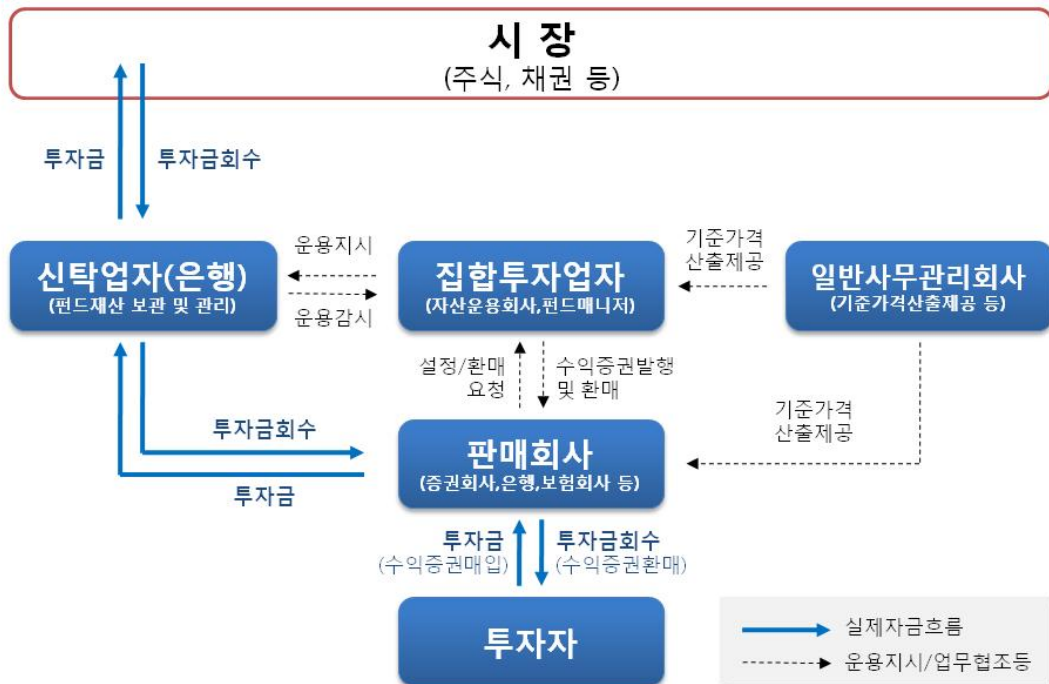 시 장
(주식, 채권 등)
투자금
투자금회수
운용지시
기준가격
산출제공
신탁업자(은행)
(펀드재산 보관 및 관리)
집합투자업자
(자산운용회사,펀드매니저)
일반사무관리회사
(기준가격산출제공 등)
운용감시
설정/환매
요청
수익증권발행
및 환매
기준가격
산출제공
투자금회수
투자금
판매회사
(증권회사,은행,보험회사 등)
투자금
(수익증권매입)
투자금회수
(수익증권환매)
투자자
실제자금흐름
운용지시/업무협조등